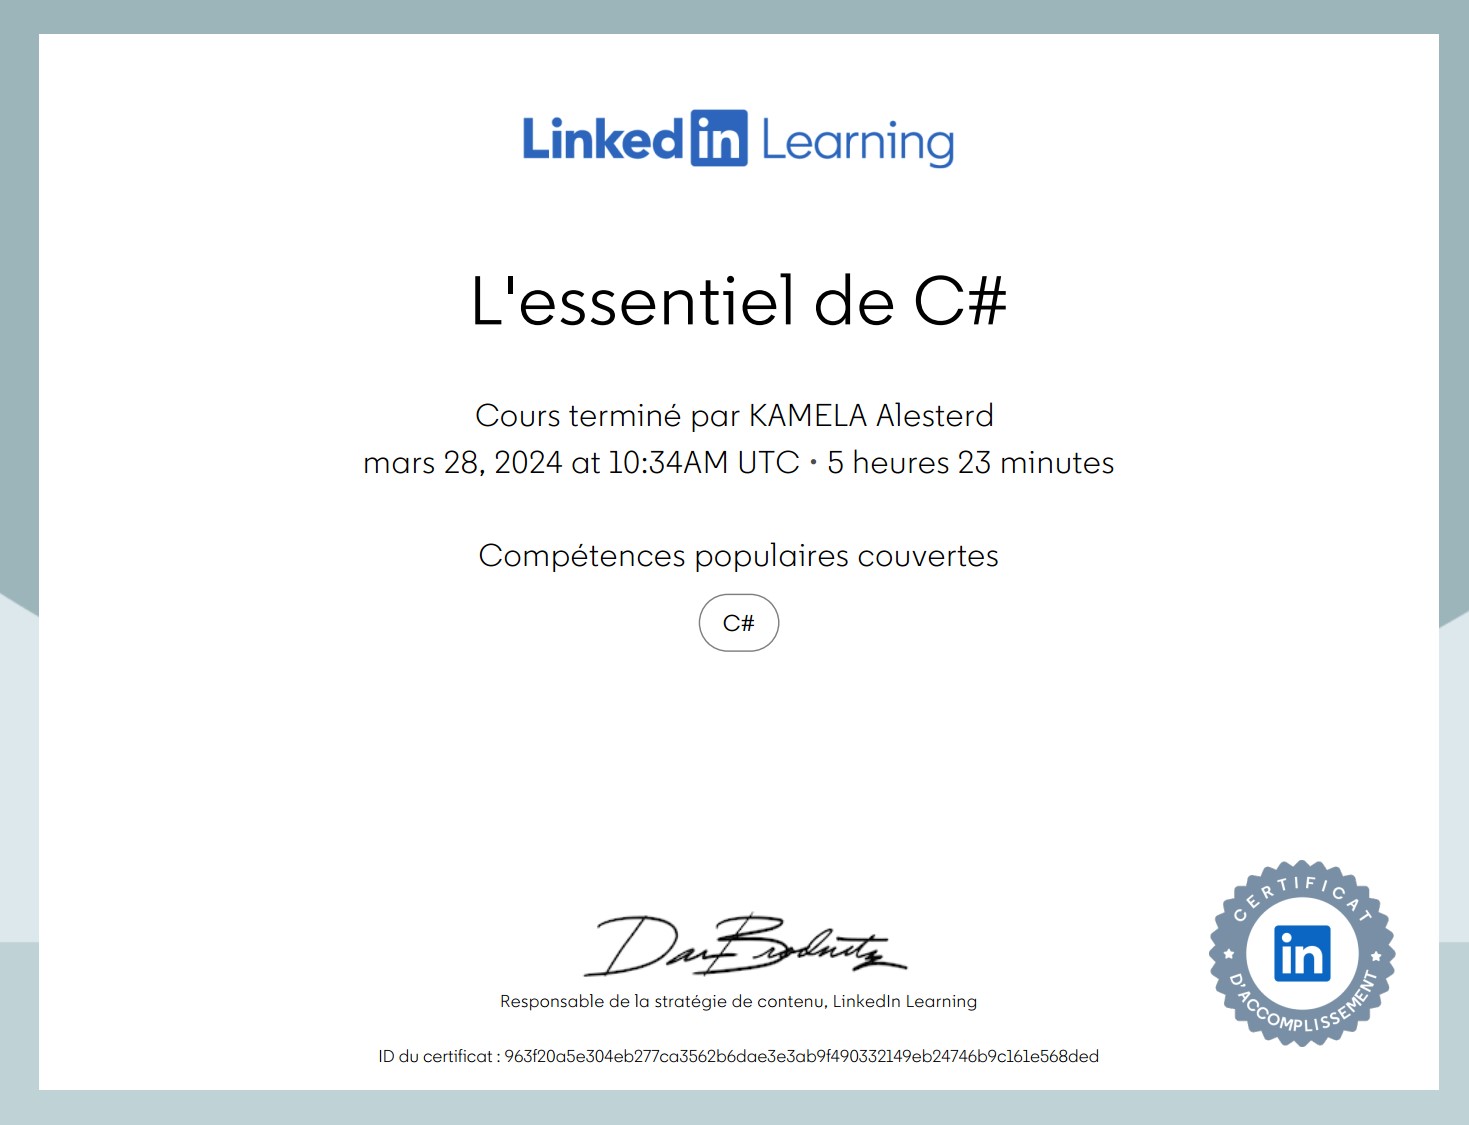 Linkedin Learning
L'essentiel de C#
Cours terminé par KAMELA Alesterd
mars 28, 2024 at 10:34AM UTC • 5 heures 23 minutes
Compétences populaires couvertes
C#
Dan Brodnitz
Responsable de la stratégie de contenu, LinkedIn Learning
ID du certificat : 963f20a5e304eb277ca3562b6dae3e3ab9f490332149eb24746b9c161e568ded
CERTIFICAT
in
D'ACCOMPLISSEMENT